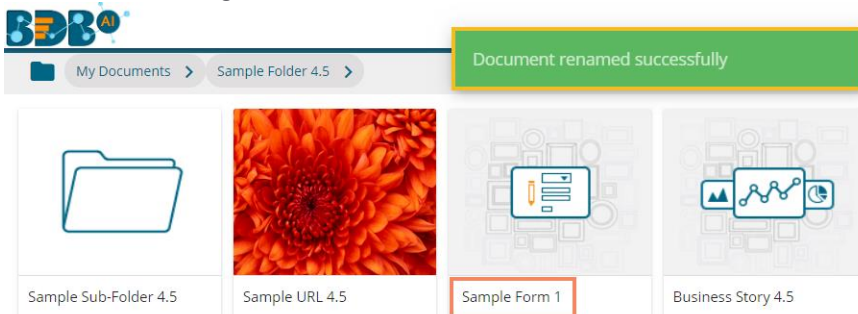 BDB AI
Document renamed successfully
My Documents > Sample Folder 4.5 >
Sample Sub-Folder 4.5 Sample URL 4.5 Sample Form 1 Business Story 4.5